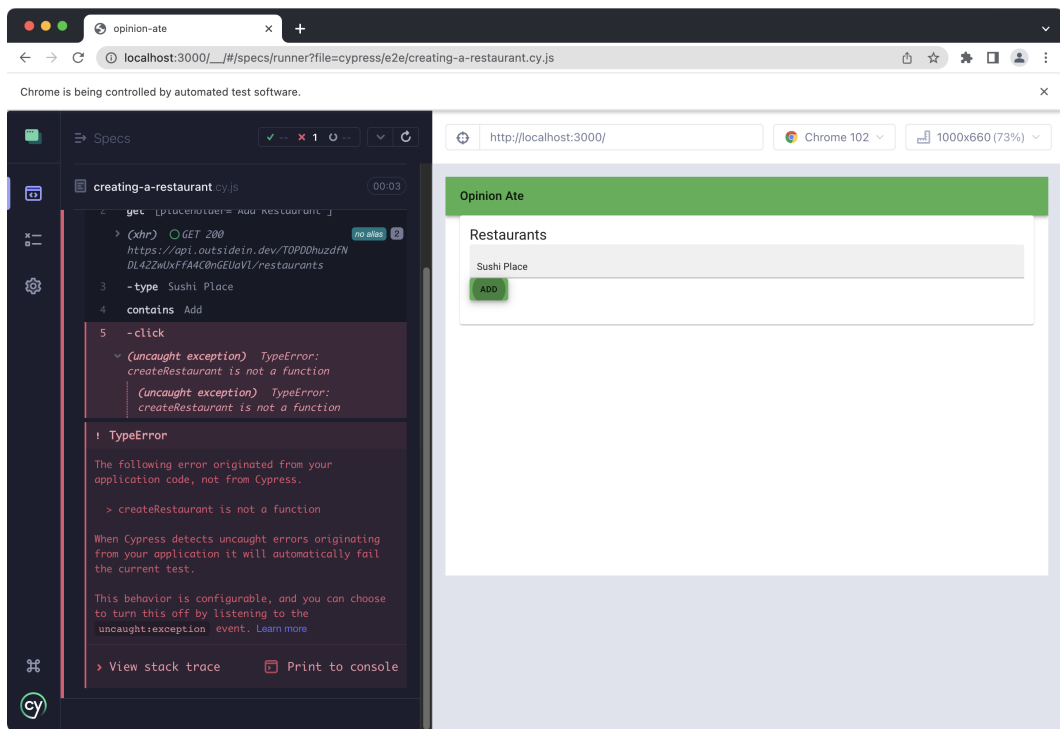 opinion-ate
localhost:3000/__/#/specs/runner?file=cypress/e2e/creating-a-restaurant.cy.js
Chrome is being controlled by automated test software.
Specs
-- 1 --
creating-a-restaurant.cy.js 00:03
2 get [placeholder="Add Restaurant"]
(xhr) GET 200 no alias 2
https://api.outsidein.dev/TOPDDhuzdfN
DL42ZwUxFfA4C0nGEUaVl/restaurants
3 -type Sushi Place
4 contains Add
5 -click
(uncaught exception) TypeError:
createRestaurant is not a function
(uncaught exception) TypeError:
createRestaurant is not a function
! TypeError
The following error originated from your
application code, not from Cypress.
> createRestaurant is not a function
When Cypress detects uncaught errors originating
from your application it will automatically fail
the current test.
This behavior is configurable, and you can choose
to turn this off by listening to the
uncaught:exception event. Learn more
> View stack trace Print to console
cy
http://localhost:3000/ Chrome 102 1000x660 (73%)
Opinion Ate
Restaurants
Sushi Place
ADD